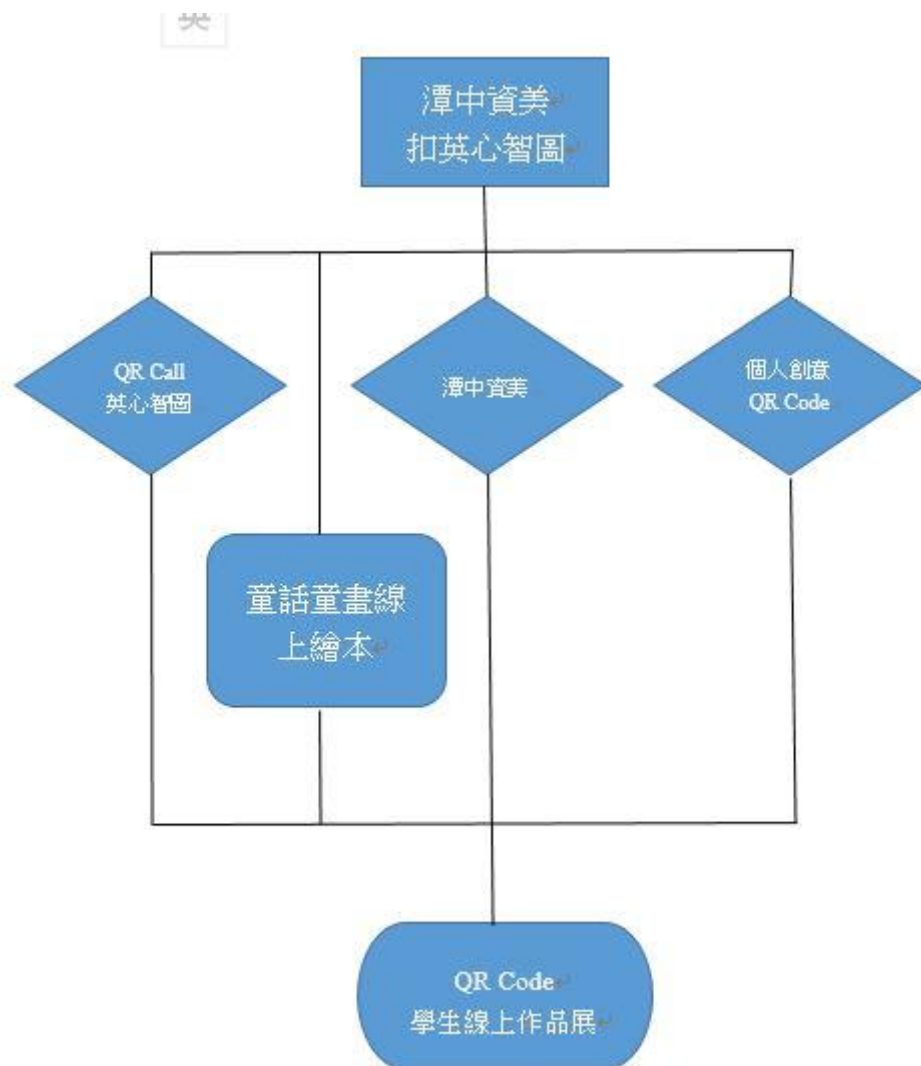 英
潭中資美
扣英心智圖
QR Call
英心智圖
潭中資美
個人創意
QR Code
童話童畫線
上繪本
QR Code
學生線上作品展